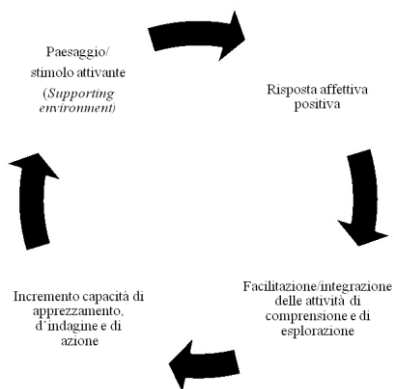 Paesaggio/
stimolo attivante
(Supporting
environment)
Risposta affettiva
positiva
Facilitazione/integrazione
delle attività di
comprensione e di
esplorazione
Incremento capacità di
apprezzamento,
d'indagine e di
azione